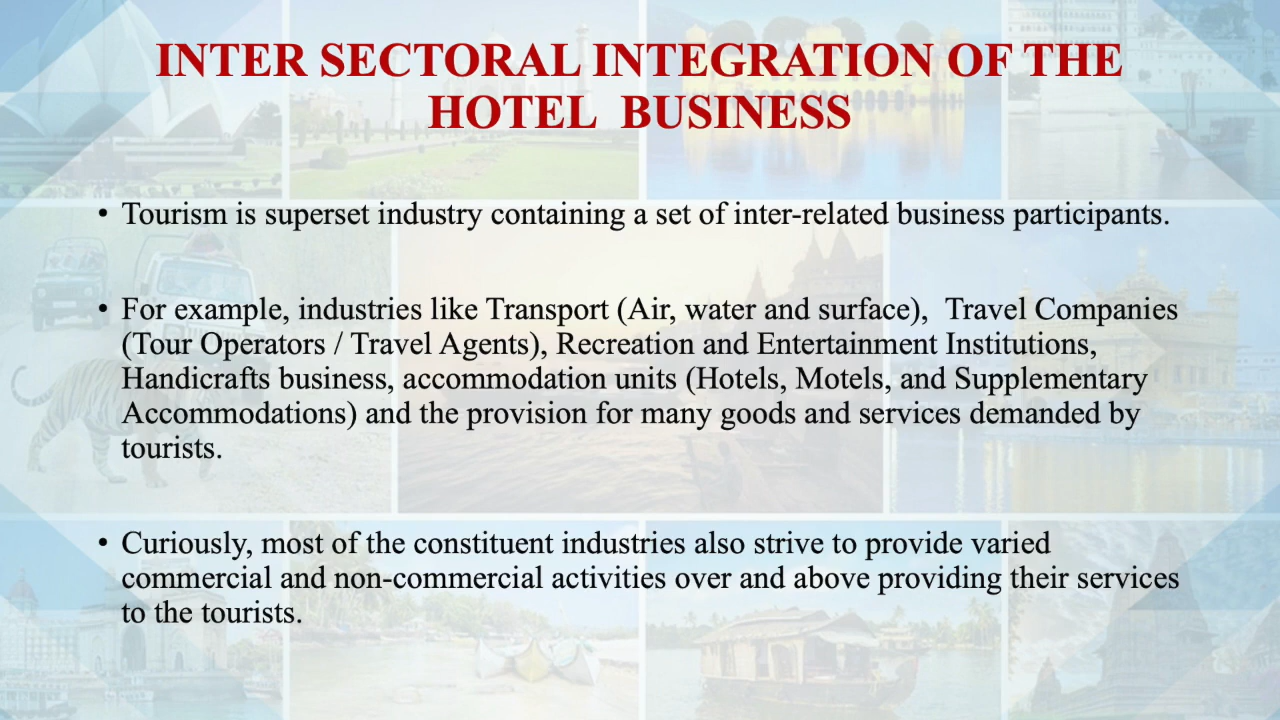 INTER SECTORAL INTEGRATION OF THE
HOTEL  BUSINESS
• Tourism is superset industry containing a set of inter-related business participants.
• For example, industries like Transport (Air, water and surface),  Travel Companies
(Tour Operators / Travel Agents), Recreation and Entertainment Institutions,
Handicrafts business, accommodation units (Hotels, Motels, and Supplementary
Accommodations) and the provision for many goods and services demanded by
tourists.
• Curiously, most of the constituent industries also strive to provide varied
commercial and non-commercial activities over and above providing their services
to the tourists.